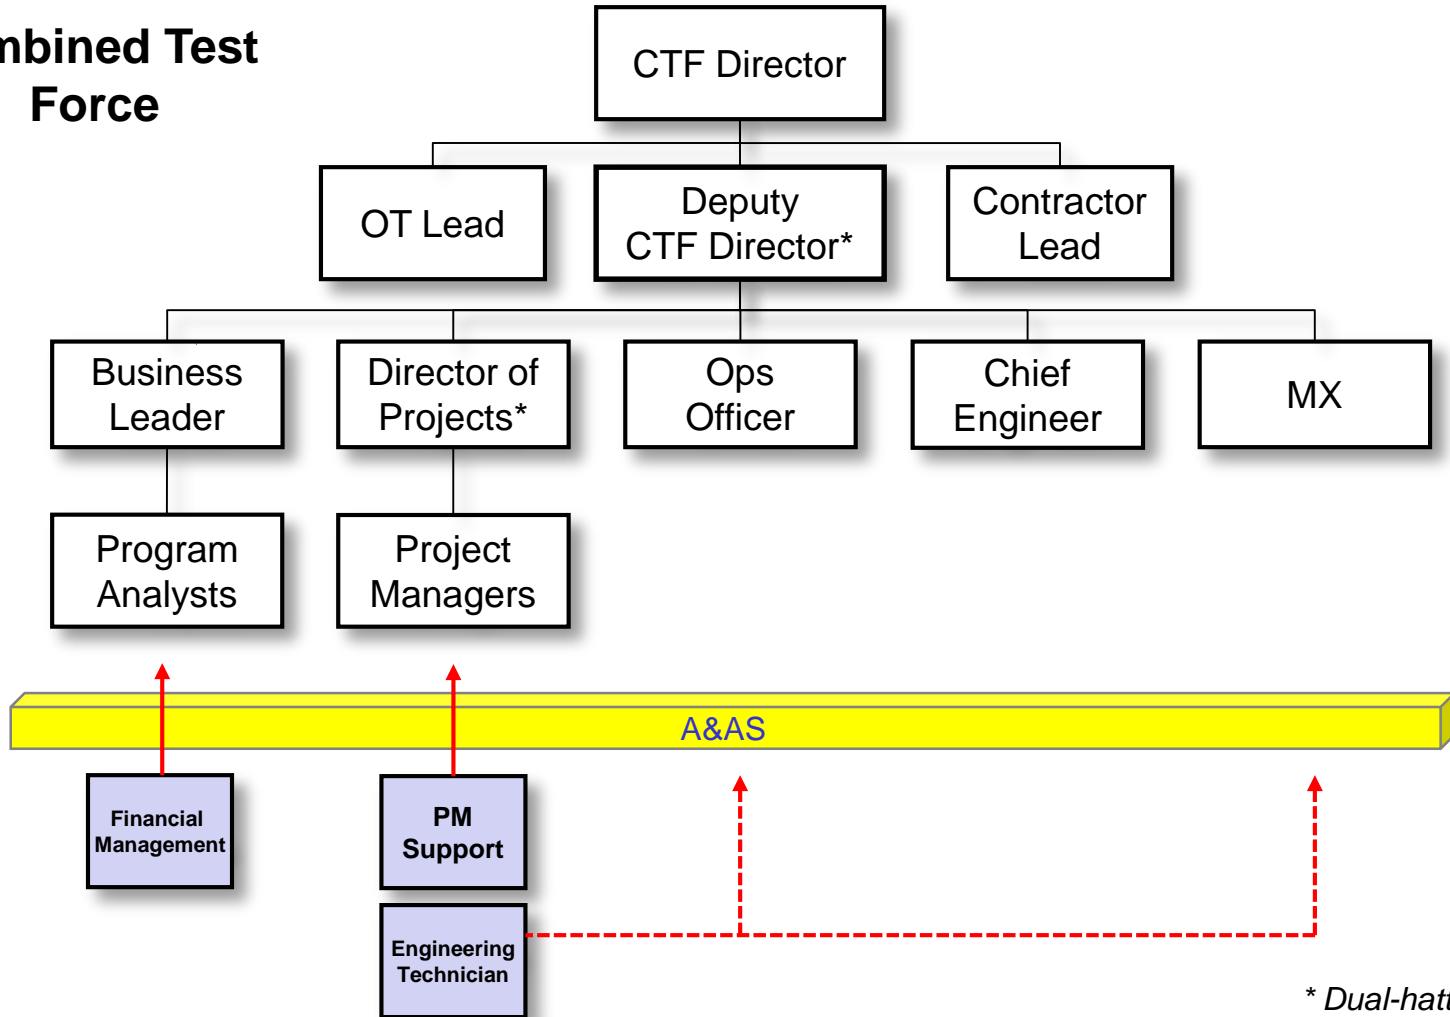 mbined Test
Force
CTF Director
OT Lead
Deputy
CTF Director*
Contractor
Lead
Business
Leader
Director of
Projects*
Ops
Officer
Chief
Engineer
MX
Program
Analysts
Project
Managers
A&AS
Financial
Management
PM
Support
Engineering
Technician
* Dual-hatt